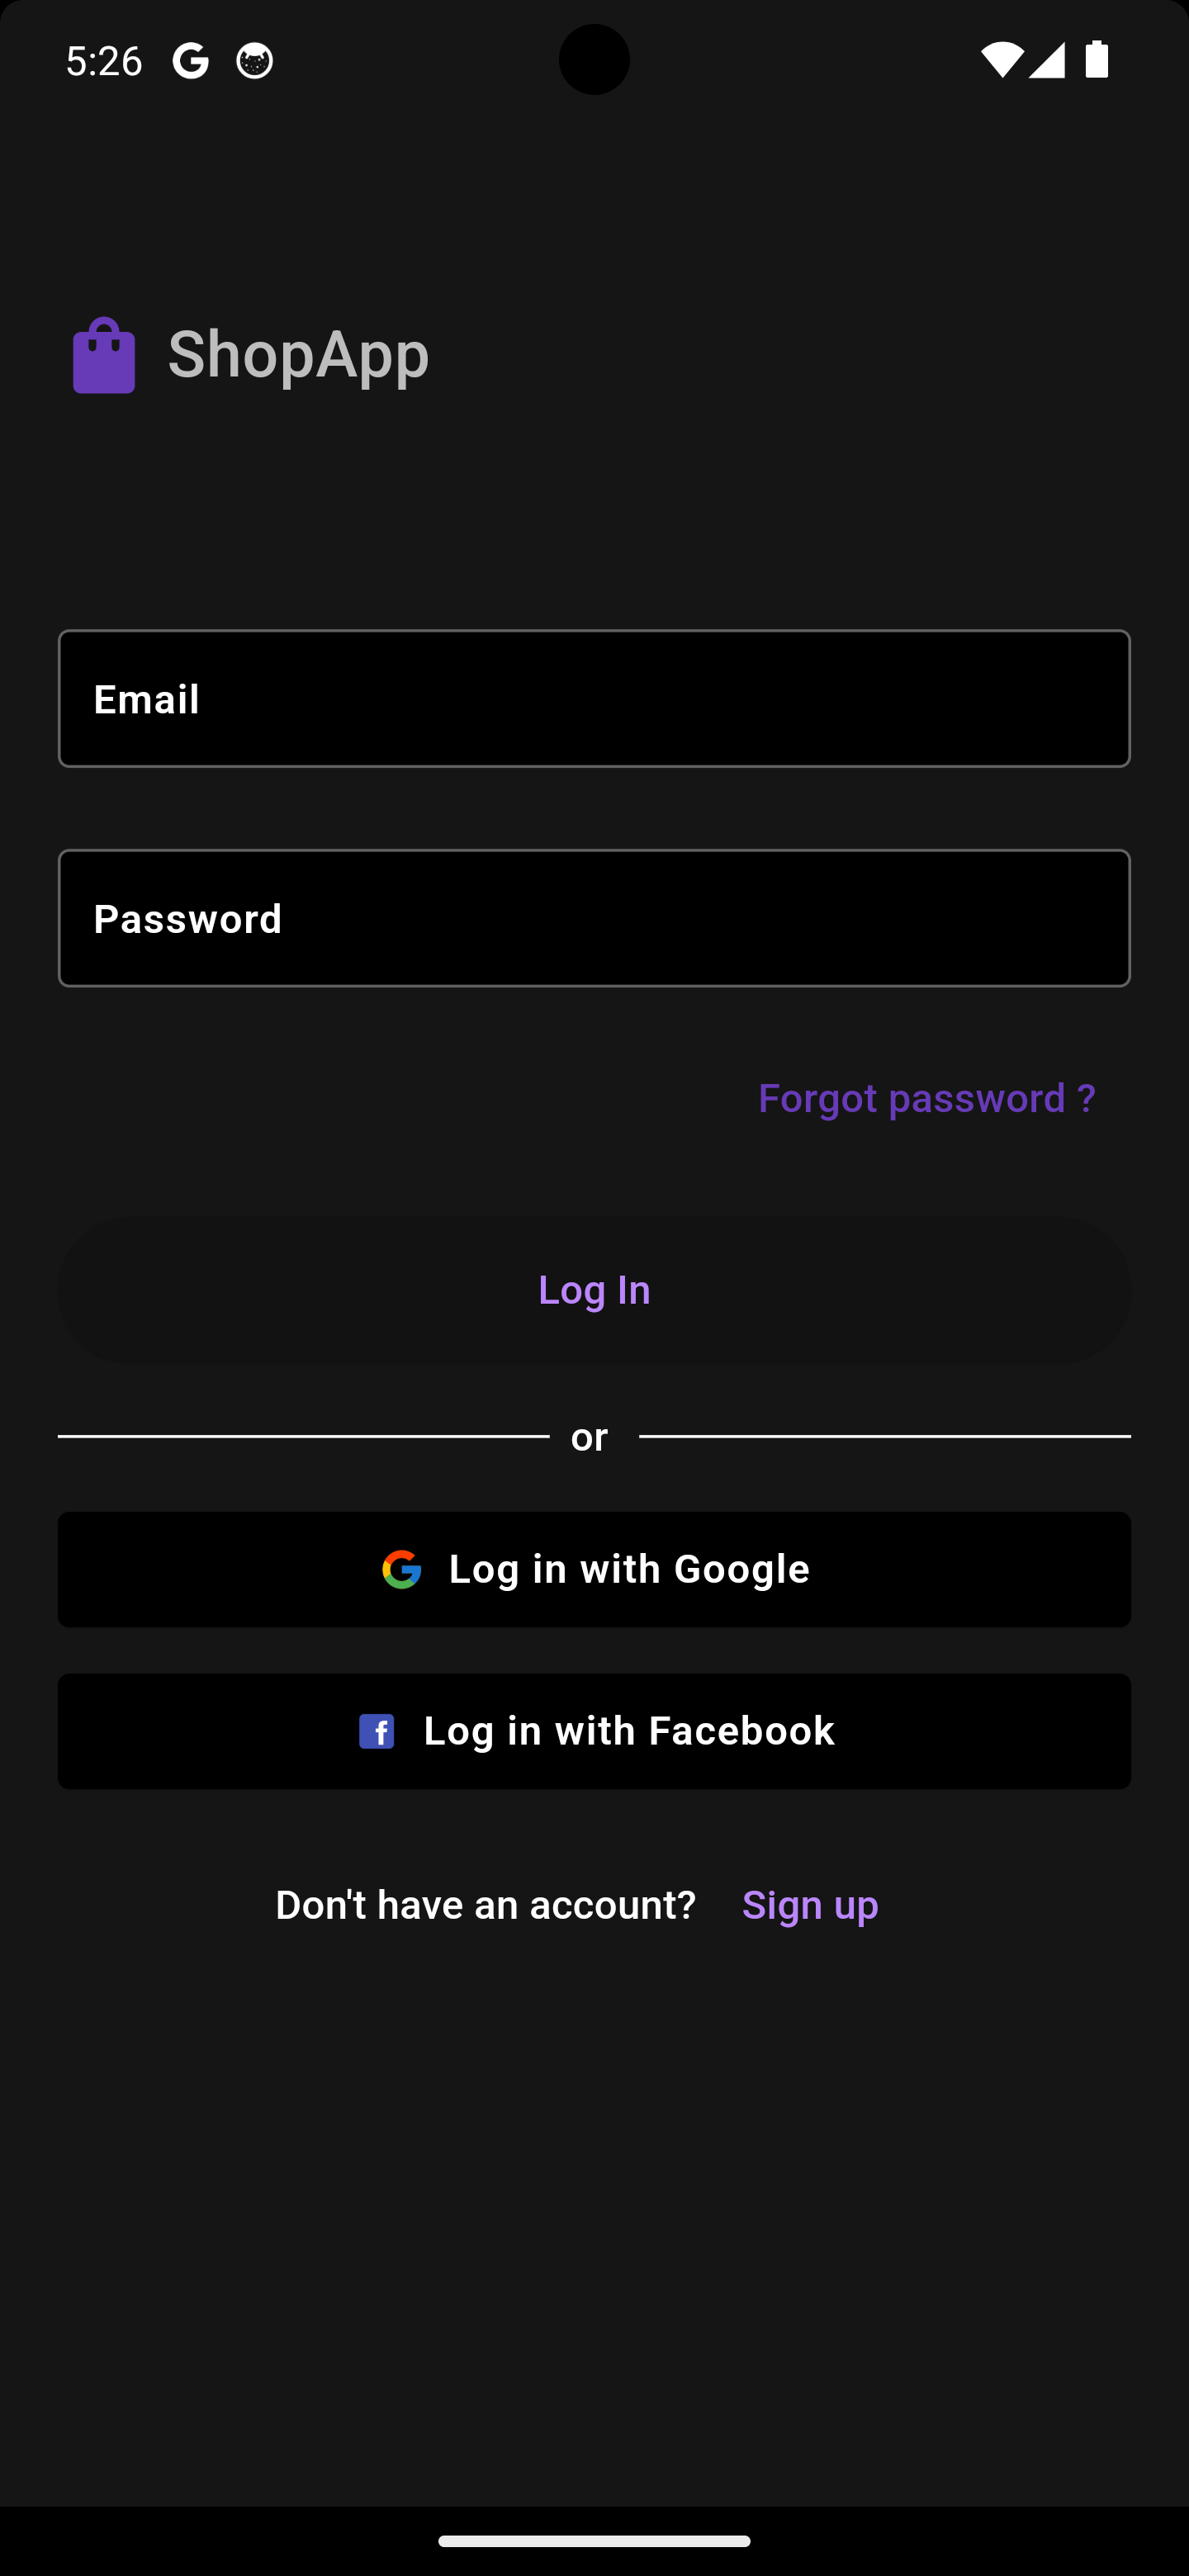 5:26
ShopApp
Email
Password
Forgot password ?
Log In
or
Log in with Google
Log in with Facebook
Don't have an account? Sign up